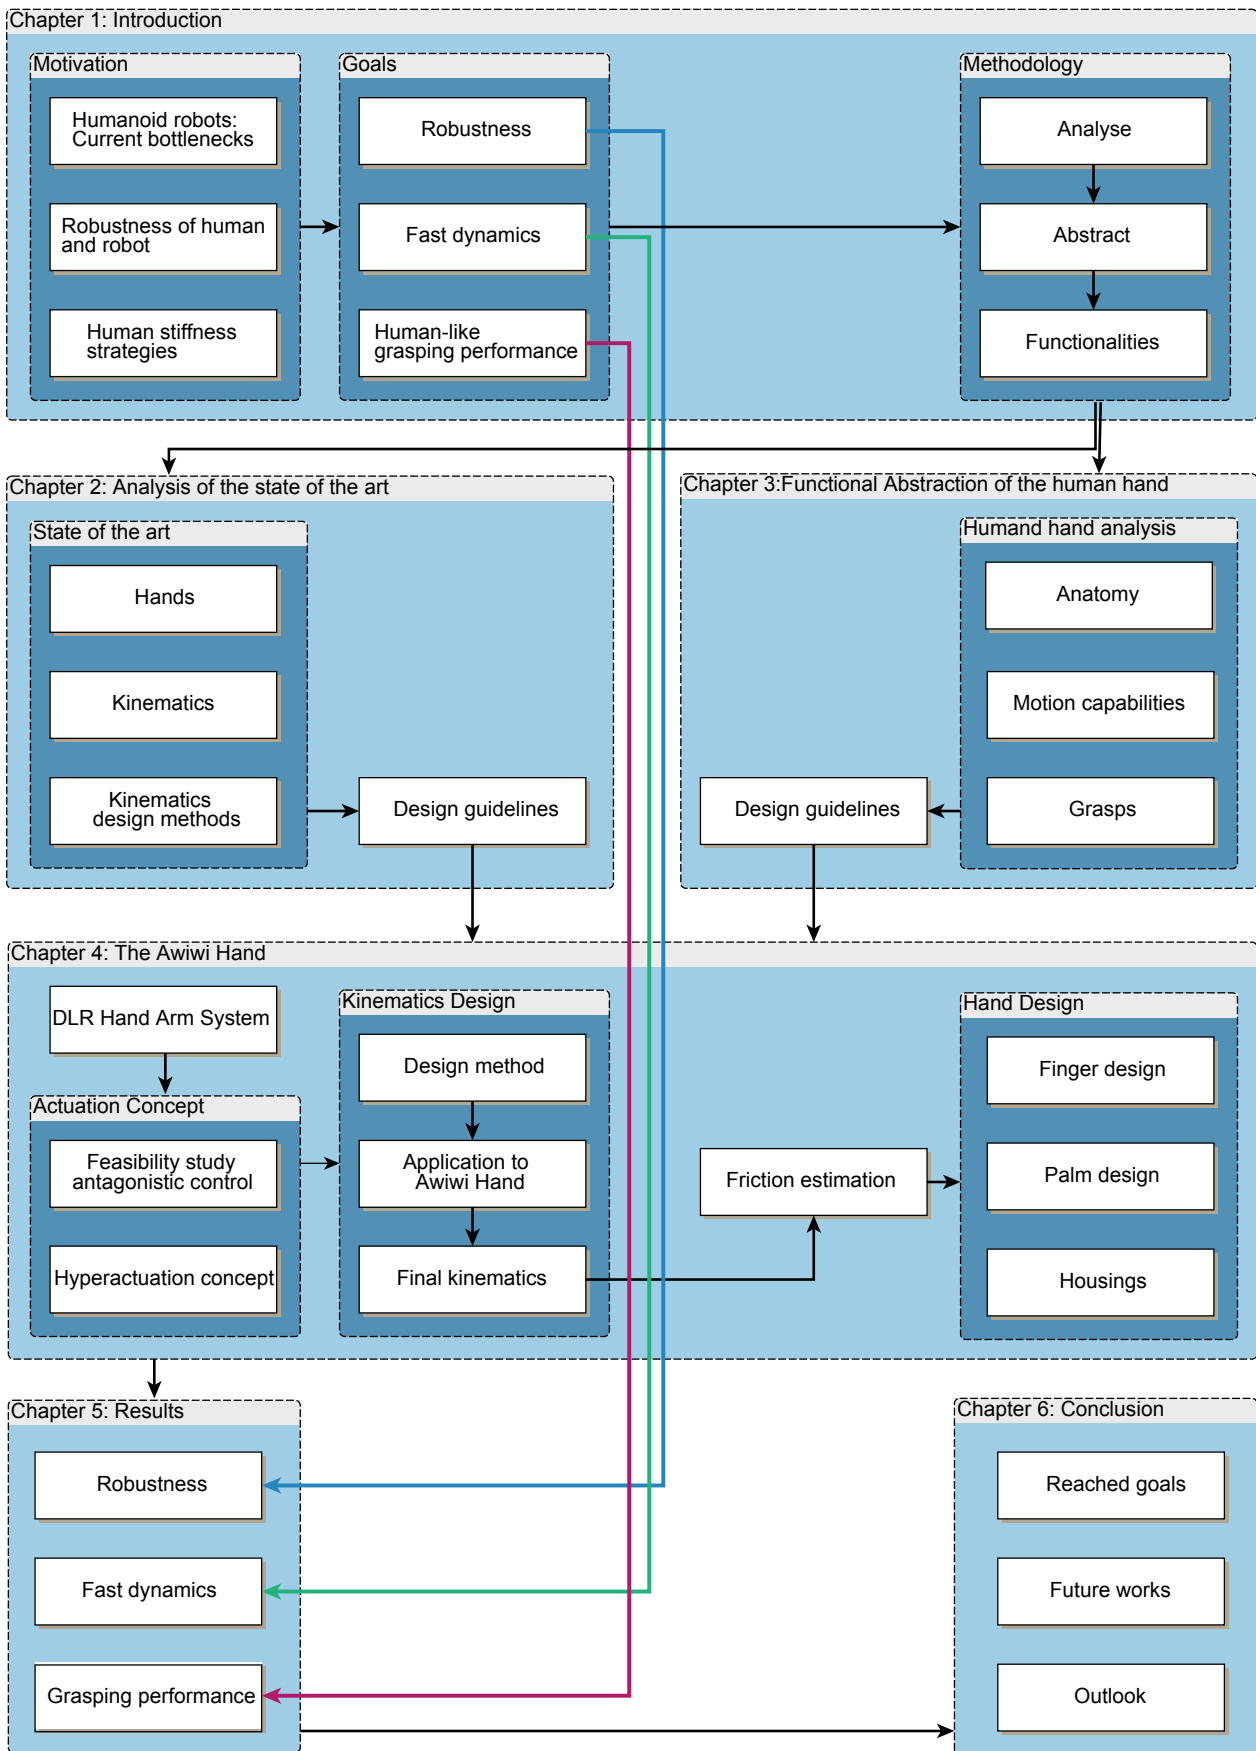 Chapter 1: Introduction
Motivation
Humanoid robots:
Current bottlenecks
Robustness of human
and robot
Human stiffness
strategies
Goals
Robustness
Fast dynamics
Human-like
grasping performance
Methodology
Analyse
Abstract
Functionalities
Chapter 2: Analysis of the state of the art
State of the art
Hands
Kinematics
Kinematics
design methods
Design guidelines
Chapter 3:Functional Abstraction of the human hand
Humand hand analysis
Anatomy
Motion capabilities
Grasps
Design guidelines
Chapter 4: The Awiwi Hand
DLR Hand Arm System
Actuation Concept
Feasibility study
antagonistic control
Hyperactuation concept
Kinematics Design
Design method
Application to
Awiwi Hand
Final kinematics
Friction estimation
Hand Design
Finger design
Palm design
Housings
Chapter 5: Results
Robustness
Fast dynamics
Grasping performance
Chapter 6: Conclusion
Reached goals
Future works
Outlook